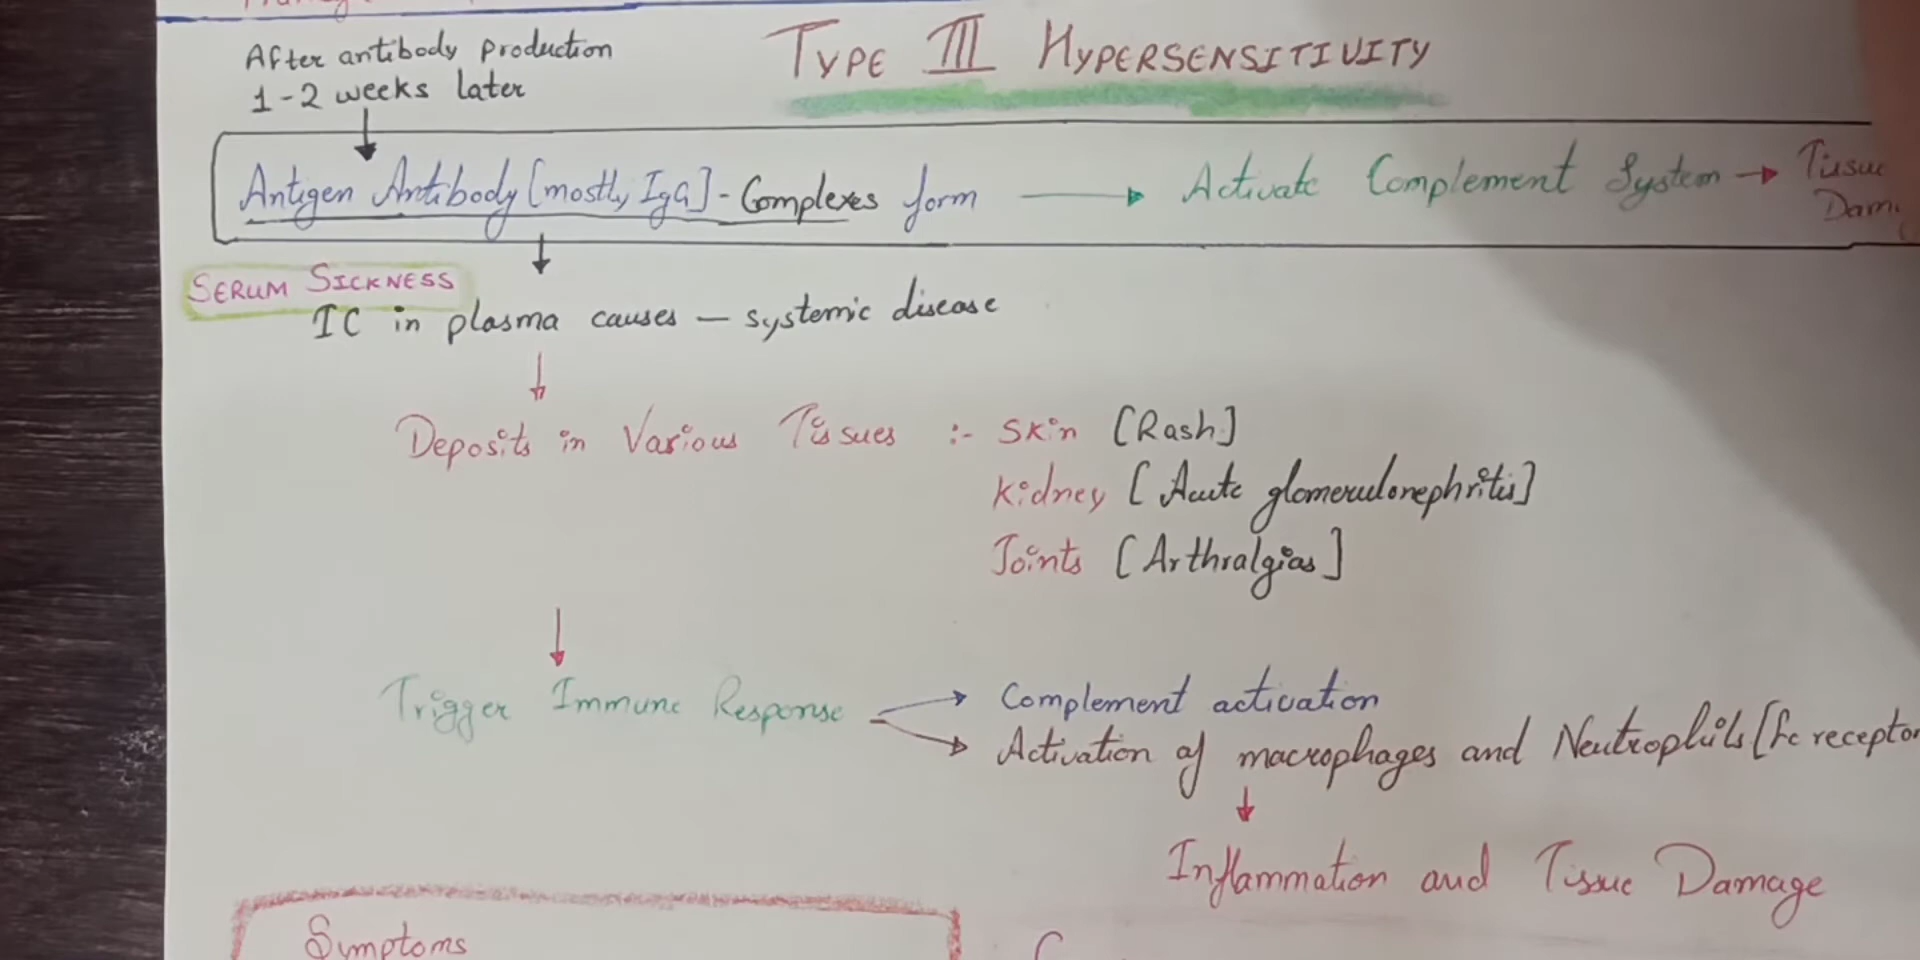 After antibody production
1-2 weeks later
TYPE III HYPERSENSITIVITY
Antigen Antibody [mostly IgG] - Complexes form → Activate Complement System → Tissue
SERUM SICKNESS
IC in plasma causes — systemic disease
Deposits in Various Tissues :- Skin [Rash]
Kidney [Acute glomerulonephritis]
Joints [Arthralgias]
Trigger Immune Response
Complement activation
Activation of macrophages and Neutrophils [Fc receptor
Inflammation and Tissue Damage
Symptoms